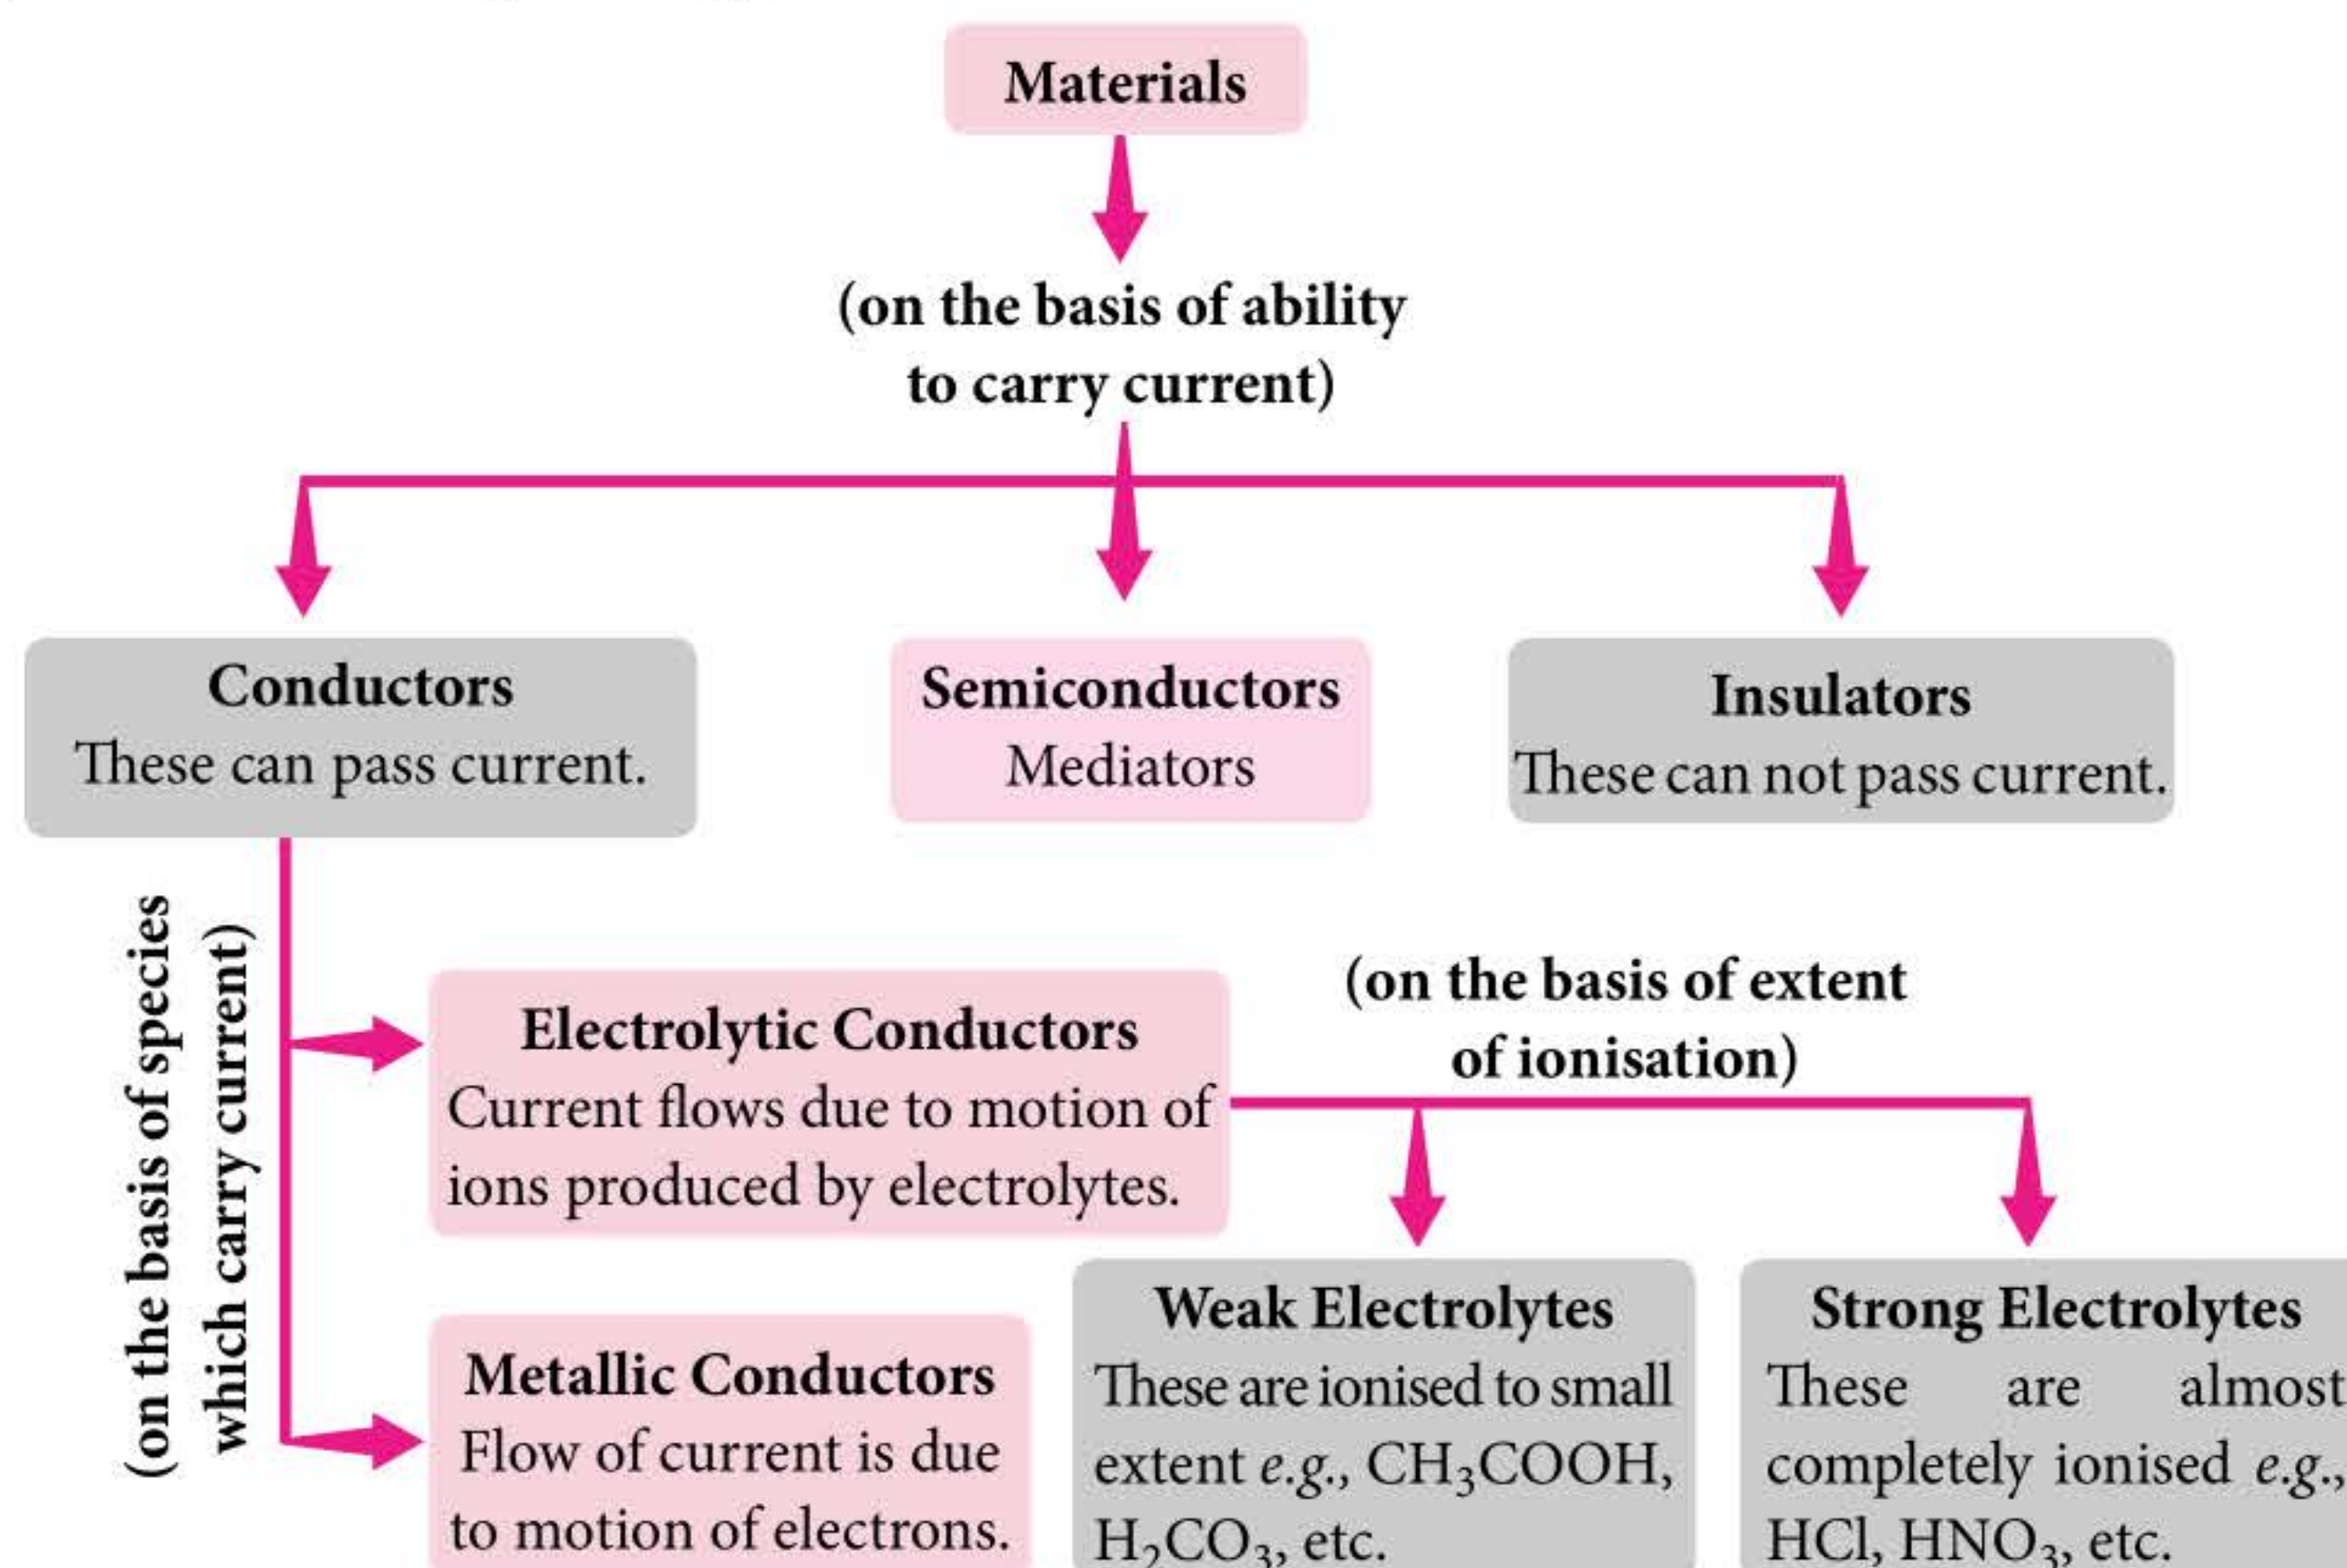 Materials
(on the basis of ability
to carry current)
Conductors
These can pass current.
Semiconductors
Mediators
Insulators
These can not pass current.
(on the basis of species
which carry current)
Electrolytic Conductors
Current flows due to motion of
ions produced by electrolytes.
(on the basis of extent
of ionisation)
Metallic Conductors
Flow of current is due
to motion of electrons.
Weak Electrolytes
These are ionised to small
extent e.g., CH₃COOH,
H₂CO₃, etc.
Strong Electrolytes
These are almost
completely ionised e.g.,
HCl, HNO₃, etc.